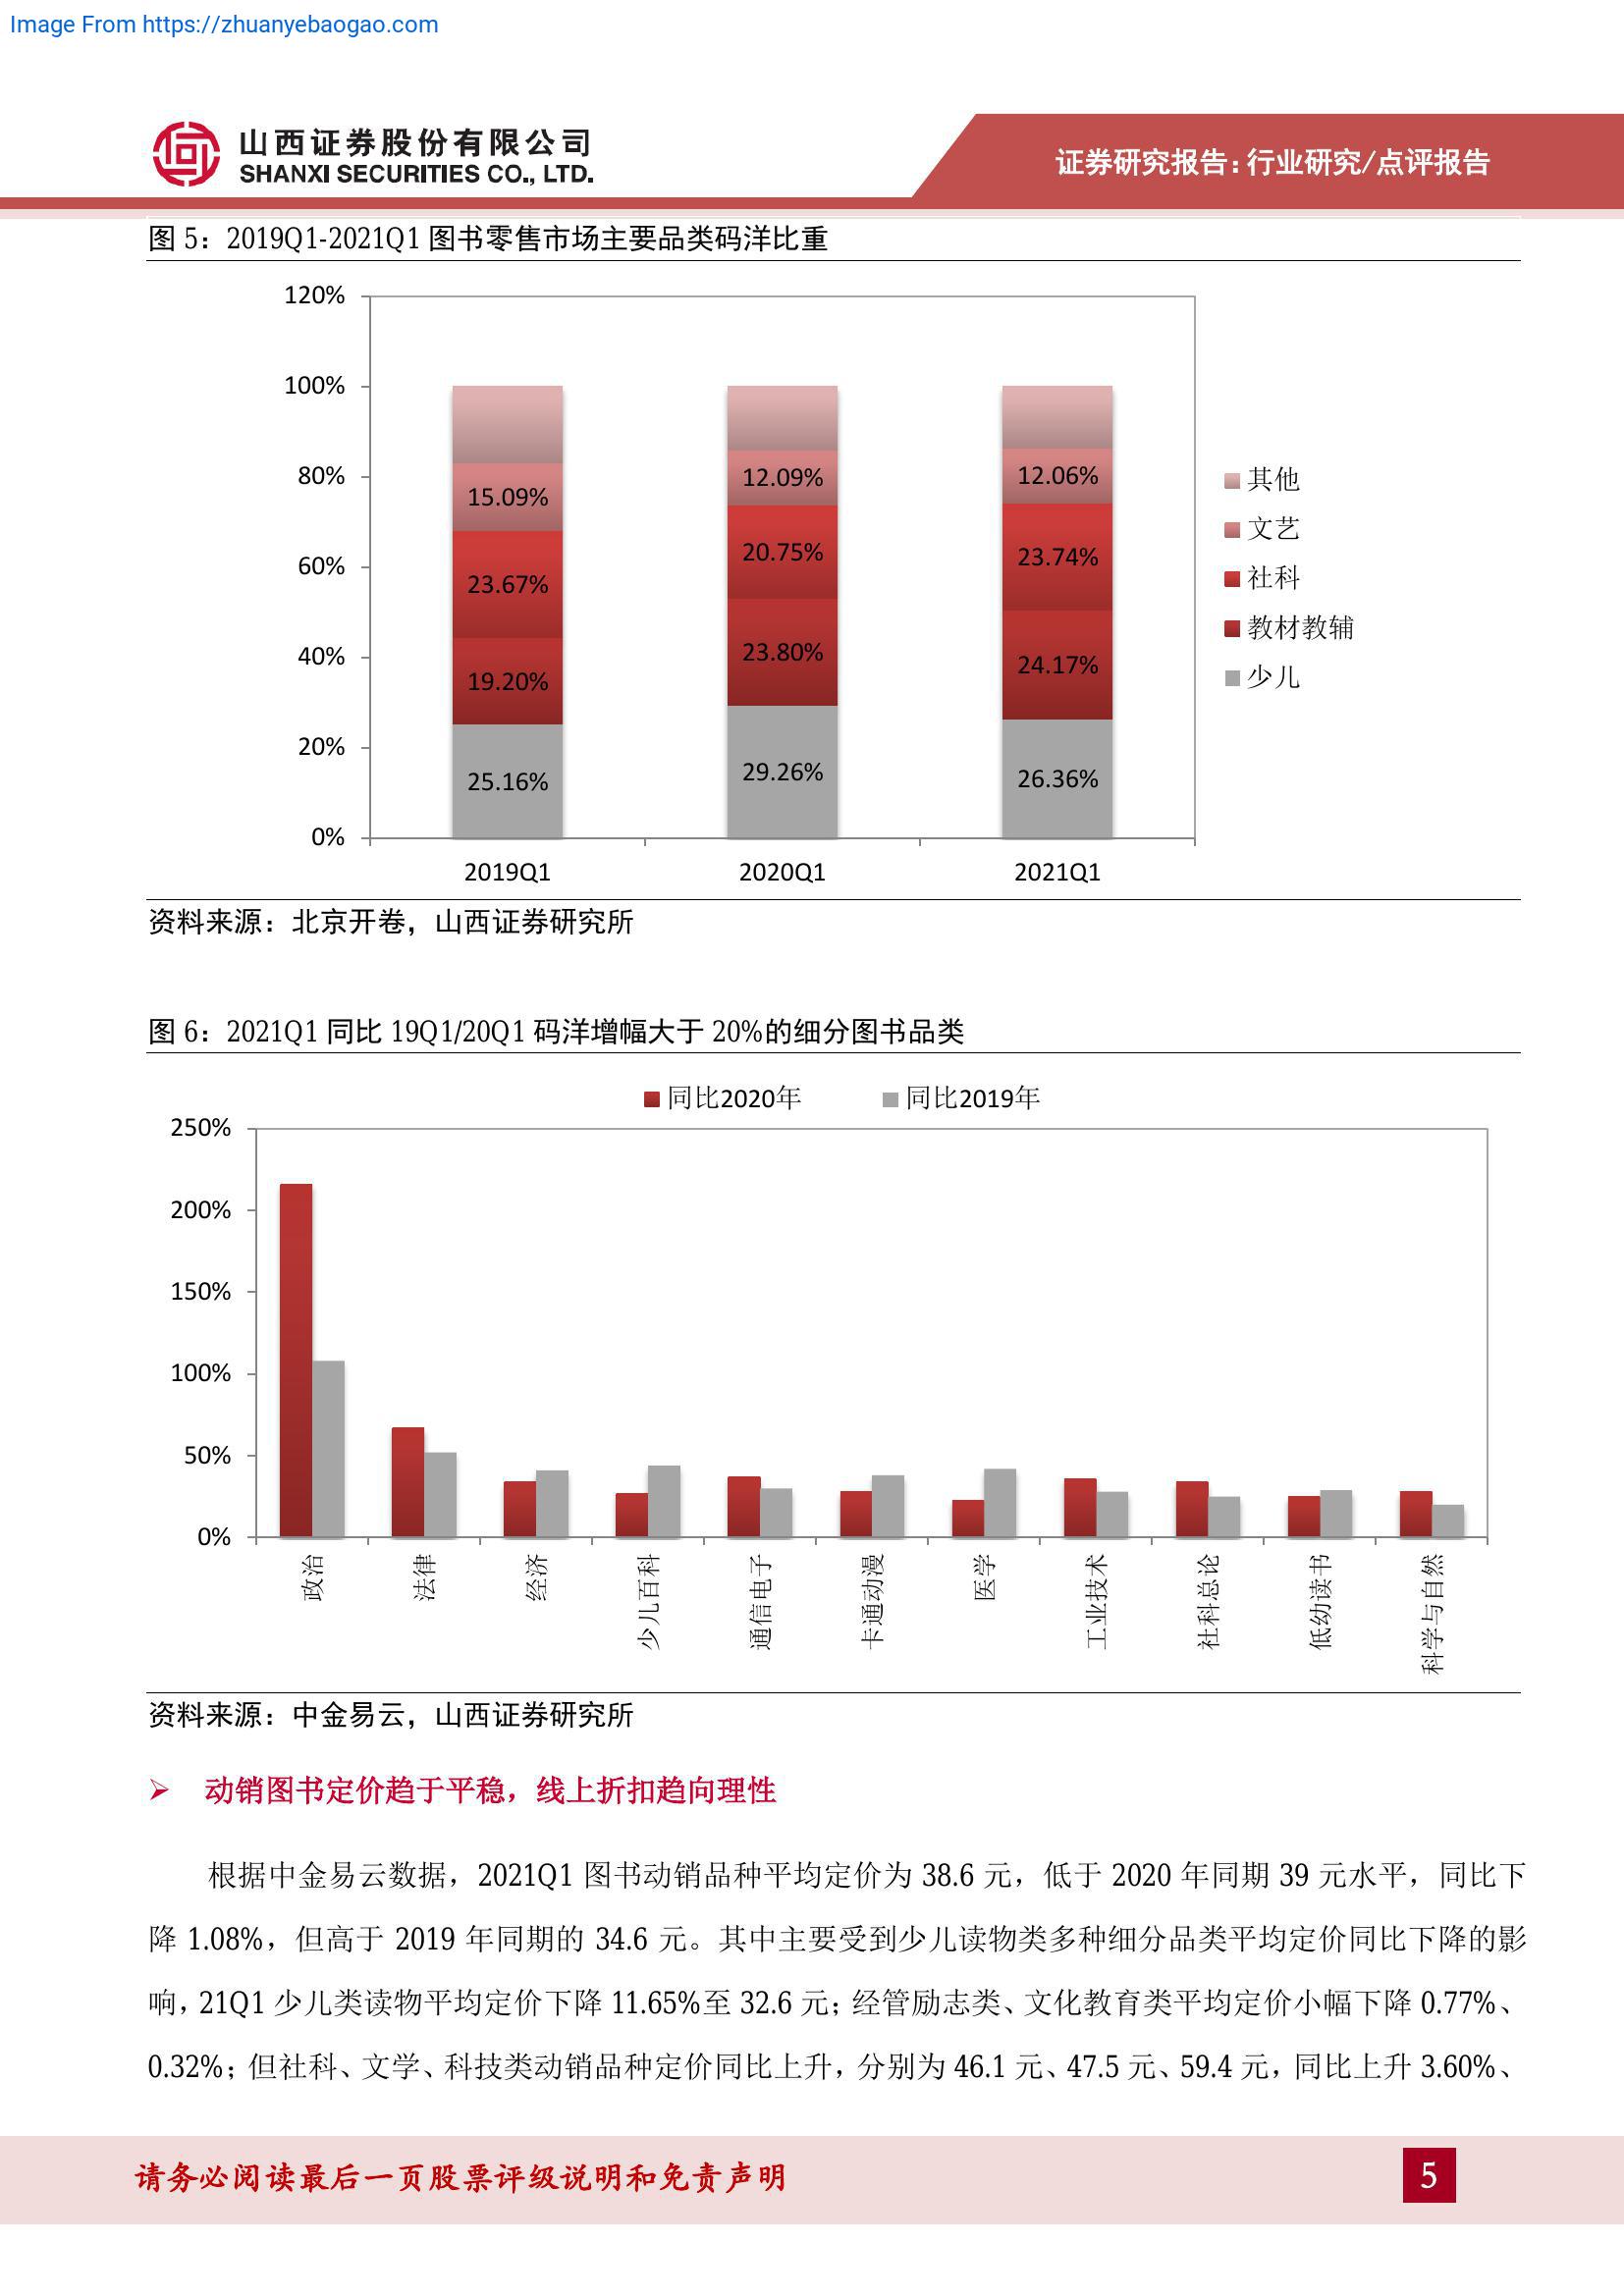 Image From https://zhuanyebaogao.com
山西证券股份有限公司
SHANXI SECURITIES CO., LTD.
证券研究报告：行业研究/点评报告
图 5：2019Q1-2021Q1 图书零售市场主要品类码洋比重
120%
100%
80%
60%
40%
20%
0%
15.09%
23.67%
19.20%
25.16%
12.09%
20.75%
23.80%
29.26%
12.06%
23.74%
24.17%
26.36%
2019Q1
2020Q1
2021Q1
其他
文艺
社科
教材教辅
少儿
资料来源：北京开卷，山西证券研究所
图 6：2021Q1 同比 19Q1/20Q1 码洋增幅大于 20%的细分图书品类
同比2020年
同比2019年
250%
200%
150%
100%
50%
0%
政治
法律
经济
少儿百科
通信电子
卡通动漫
医学
工业技术
社科总论
低幼读书
科学与自然
资料来源：中金易云，山西证券研究所
➢ 动销图书定价趋于平稳，线上折扣趋向理性
根据中金易云数据，2021Q1 图书动销品种平均定价为 38.6 元，低于 2020 年同期 39 元水平，同比下
降 1.08%，但高于 2019 年同期的 34.6 元。其中主要受到少儿读物类多种细分品类平均定价同比下降的影
响，21Q1 少儿类读物平均定价下降 11.65%至 32.6 元；经管励志类、文化教育类平均定价小幅下降 0.77%、
0.32%；但社科、文学、科技类动销品种定价同比上升，分别为 46.1 元、47.5 元、59.4 元，同比上升 3.60%、
请务必阅读最后一页股票评级说明和免责声明
5